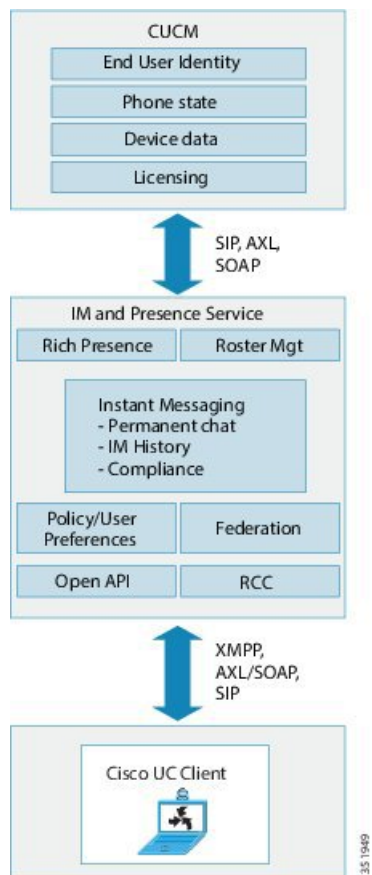 CUCM
End User Identity
Phone state
Device data
Licensing
SIP, AXL,
SOAP
IM and Presence Service
Rich Presence
Roster Mgt
Instant Messaging
- Permanent chat
- IM History
- Compliance
Policy/User
Preferences
Federation
Open API
RCC
XMPP,
AXL/SOAP,
SIP
Cisco UC Client
351949